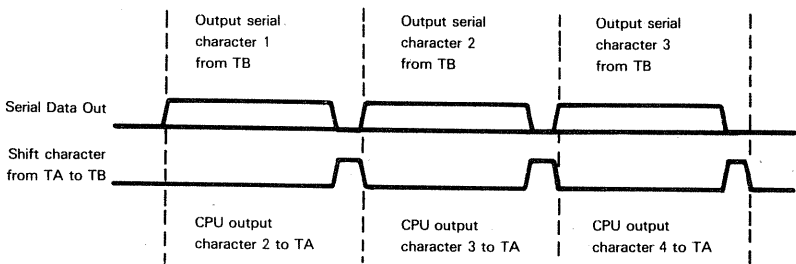 Output serial
character 1
from TB
Output serial
character 2
from TB
Output serial
character 3
from TB
Serial Data Out
Shift character
from TA to TB
CPU output
character 2 to TA
CPU output
character 3 to TA
CPU output
character 4 to TA